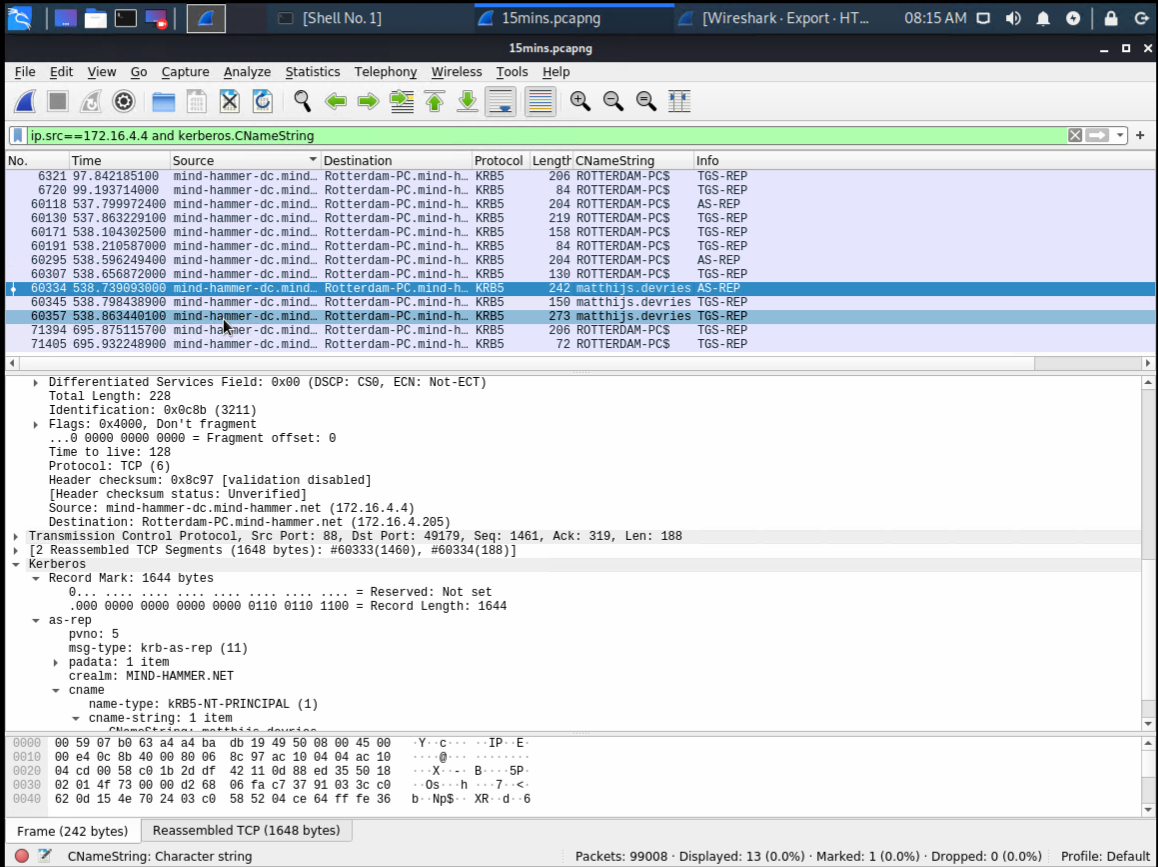 [Shell No. 1] 15mins.pcapng [Wireshark · Export · HT... 08:15 AM
15mins.pcapng
File Edit View Go Capture Analyze Statistics Telephony Wireless Tools Help
ip.src==172.16.4.4 and kerberos.CNameString
No. Time Source Destination Protocol Length CNameString Info
6321 97.842185100 mind-hammer-dc.mind… Rotterdam-PC.mind-h… KRB5 206 ROTTERDAM-PC$ TGS-REP
6720 99.193714000 mind-hammer-dc.mind… Rotterdam-PC.mind-h… KRB5 84 ROTTERDAM-PC$ TGS-REP
60118 537.799972400 mind-hammer-dc.mind… Rotterdam-PC.mind-h… KRB5 204 ROTTERDAM-PC$ AS-REP
60130 537.863229100 mind-hammer-dc.mind… Rotterdam-PC.mind-h… KRB5 219 ROTTERDAM-PC$ TGS-REP
60171 538.104302500 mind-hammer-dc.mind… Rotterdam-PC.mind-h… KRB5 158 ROTTERDAM-PC$ TGS-REP
60191 538.210587000 mind-hammer-dc.mind… Rotterdam-PC.mind-h… KRB5 84 ROTTERDAM-PC$ TGS-REP
60295 538.596249400 mind-hammer-dc.mind… Rotterdam-PC.mind-h… KRB5 204 ROTTERDAM-PC$ AS-REP
60307 538.656872000 mind-hammer-dc.mind… Rotterdam-PC.mind-h… KRB5 130 ROTTERDAM-PC$ TGS-REP
60334 538.739093000 mind-hammer-dc.mind… Rotterdam-PC.mind-h… KRB5 242 matthijs.devries AS-REP
60345 538.798438900 mind-hammer-dc.mind… Rotterdam-PC.mind-h… KRB5 150 matthijs.devries TGS-REP
60357 538.863440100 mind-hammer-dc.mind… Rotterdam-PC.mind-h… KRB5 273 matthijs.devries TGS-REP
71394 695.875115700 mind-hammer-dc.mind… Rotterdam-PC.mind-h… KRB5 206 ROTTERDAM-PC$ TGS-REP
71405 695.932248900 mind-hammer-dc.mind… Rotterdam-PC.mind-h… KRB5 72 ROTTERDAM-PC$ TGS-REP
Differentiated Services Field: 0x00 (DSCP: CS0, ECN: Not-ECT)
Total Length: 228
Identification: 0x0c8b (3211)
Flags: 0x4000, Don't fragment
...0 0000 0000 0000 = Fragment offset: 0
Time to live: 128
Protocol: TCP (6)
Header checksum: 0x8c97 [validation disabled]
[Header checksum status: Unverified]
Source: mind-hammer-dc.mind-hammer.net (172.16.4.4)
Destination: Rotterdam-PC.mind-hammer.net (172.16.4.205)
Transmission Control Protocol, Src Port: 88, Dst Port: 49179, Seq: 1461, Ack: 319, Len: 188
[2 Reassembled TCP Segments (1648 bytes): #60333(1460), #60334(188)]
Kerberos
Record Mark: 1644 bytes
0... .... .... .... .... .... .... .... = Reserved: Not set
.000 0000 0000 0000 0000 0110 0110 1100 = Record Length: 1644
as-rep
pvno: 5
msg-type: krb-as-rep (11)
padata: 1 item
crealm: MIND-HAMMER.NET
cname
name-type: kRB5-NT-PRINCIPAL (1)
cname-string: 1 item
CNameString: matthijs.devries
0000 00 59 07 b0 63 a4 a4 ba db 19 49 50 08 00 45 00 ·Y··c··· ··IP··E·
0010 00 e4 0c 8b 40 00 80 06 8c 97 ac 10 04 04 ac 10 ····@··· ········
0020 04 cd 00 58 c0 1b 2d df 42 11 0d 88 ed 35 50 18 ···X··-· B····5P·
0030 02 01 4f 73 00 00 d2 68 06 fa c7 37 91 03 3c c0 ··Os···h ···7··<·
0040 62 0d 15 4e 70 24 03 c0 58 52 04 ce 64 ff fe 36 b··Np$·· XR··d··6
Frame (242 bytes) Reassembled TCP (1648 bytes)
CNameString: Character string Packets: 99008 · Displayed: 13 (0.0%) · Marked: 1 (0.0%) · Dropped: 0 (0.0%) Profile: Default